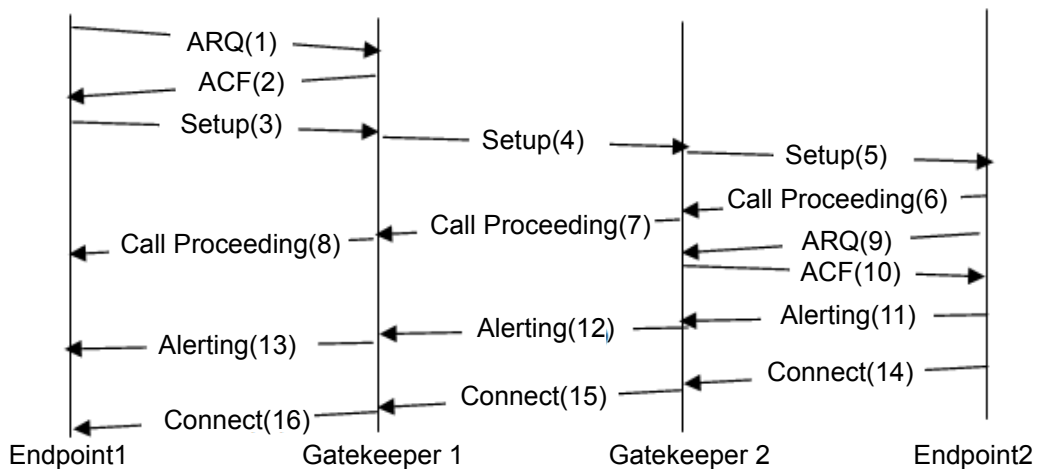 ARQ(1)
ACF(2)
Setup(3)
Setup(4)
Setup(5)
Call Proceeding(6)
Call Proceeding(7)
Call Proceeding(8)
ARQ(9)
ACF(10)
Alerting(11)
Alerting(12)
Alerting(13)
Connect(14)
Connect(15)
Connect(16)
Endpoint1
Gatekeeper 1
Gatekeeper 2
Endpoint2